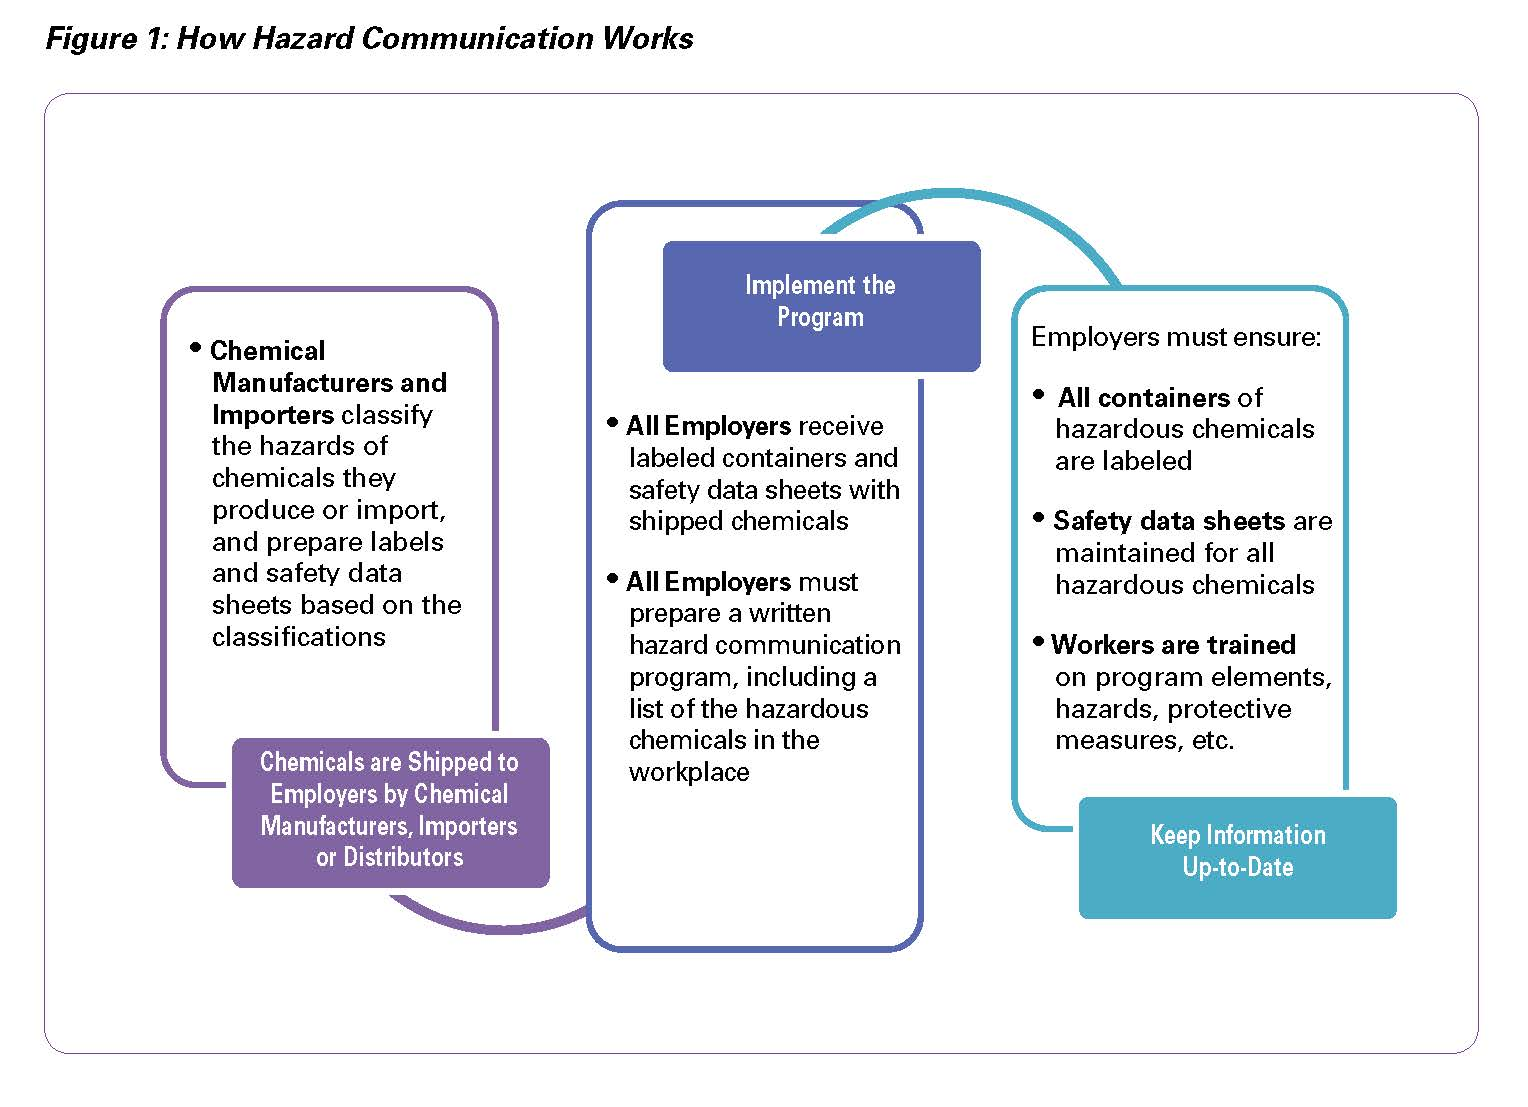 Figure 1: How Hazard Communication Works
• Chemical
Manufacturers and
Importers classify
the hazards of
chemicals they
produce or import,
and prepare labels
and safety data
sheets based on the
classifications
Chemicals are Shipped to
Employers by Chemical
Manufacturers, Importers
or Distributors
Implement the
Program
• All Employers receive
labeled containers and
safety data sheets with
shipped chemicals
• All Employers must
prepare a written
hazard communication
program, including a
list of the hazardous
chemicals in the
workplace
Employers must ensure:
• All containers of
hazardous chemicals
are labeled
• Safety data sheets are
maintained for all
hazardous chemicals
• Workers are trained
on program elements,
hazards, protective
measures, etc.
Keep Information
Up-to-Date